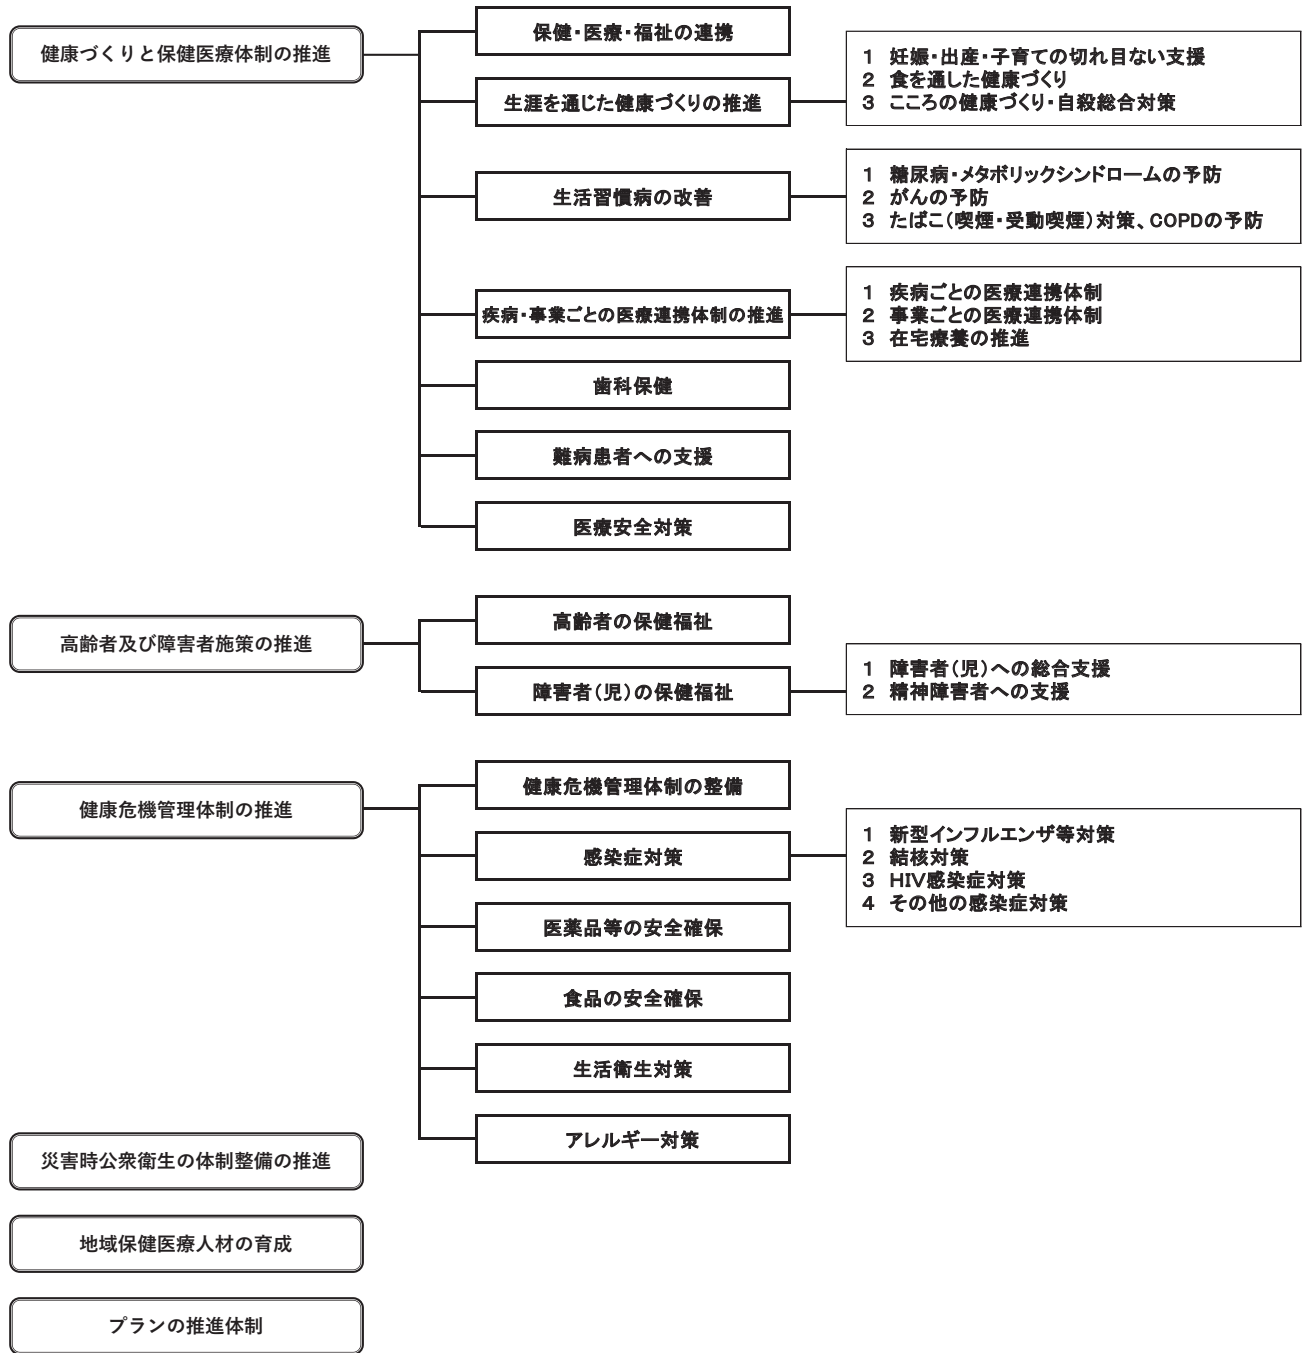 健康づくりと保健医療体制の推進
保健・医療・福祉の連携
生涯を通じた健康づくりの推進
1 妊娠・出産・子育ての切れ目ない支援
2 食を通した健康づくり
3 こころの健康づくり・自殺総合対策
生活習慣病の改善
1 糖尿病・メタボリックシンドロームの予防
2 がんの予防
3 たばこ（喫煙・受動喫煙）対策、COPDの予防
疾病・事業ごとの医療連携体制の推進
1 疾病ごとの医療連携体制
2 事業ごとの医療連携体制
3 在宅療養の推進
歯科保健
難病患者への支援
医療安全対策
高齢者及び障害者施策の推進
高齢者の保健福祉
障害者（児）の保健福祉
1 障害者（児）への総合支援
2 精神障害者への支援
健康危機管理体制の推進
健康危機管理体制の整備
感染症対策
1 新型インフルエンザ等対策
2 結核対策
3 HIV感染症対策
4 その他の感染症対策
医薬品等の安全確保
食品の安全確保
生活衛生対策
アレルギー対策
災害時公衆衛生の体制整備の推進
地域保健医療人材の育成
プランの推進体制